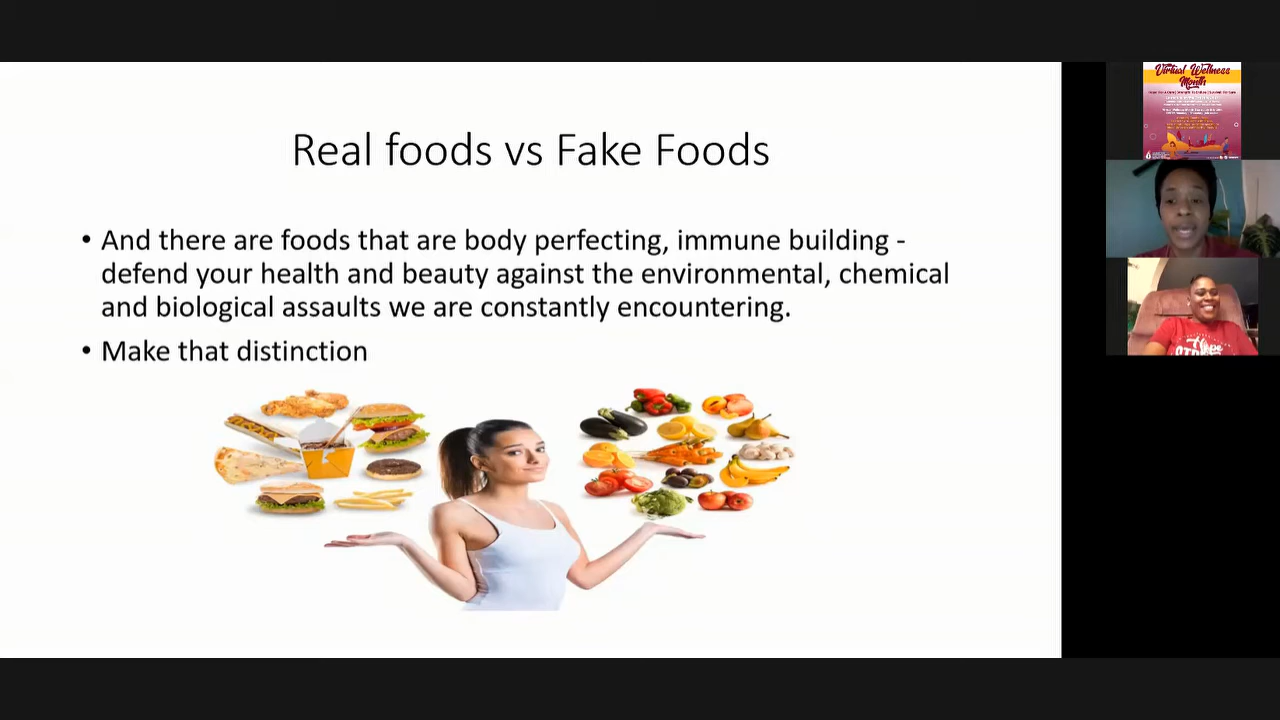 Real foods vs Fake Foods
• And there are foods that are body perfecting, immune building -
defend your health and beauty against the environmental, chemical
and biological assaults we are constantly encountering.
• Make that distinction
Virtual Wellness
Month
Hope